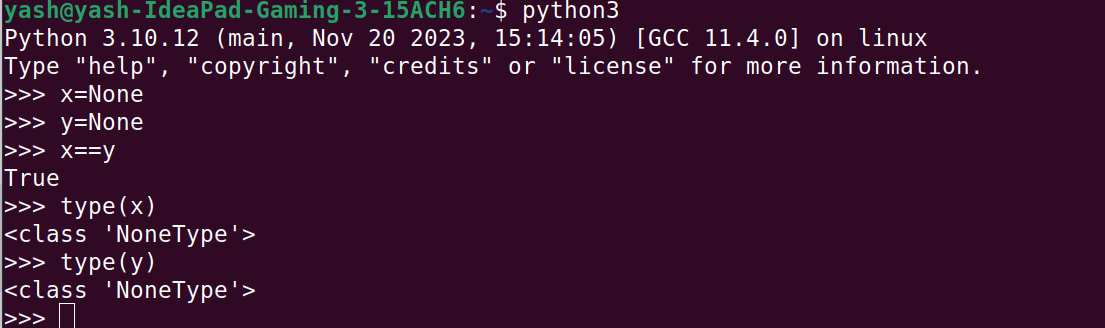 yash@yash-IdeaPad-Gaming-3-15ACH6:~$ python3
Python 3.10.12 (main, Nov 20 2023, 15:14:05) [GCC 11.4.0] on linux
Type "help", "copyright", "credits" or "license" for more information.
>>> x=None
>>> y=None
>>> x==y
True
>>> type(x)
<class 'NoneType'>
>>> type(y)
<class 'NoneType'>
>>>